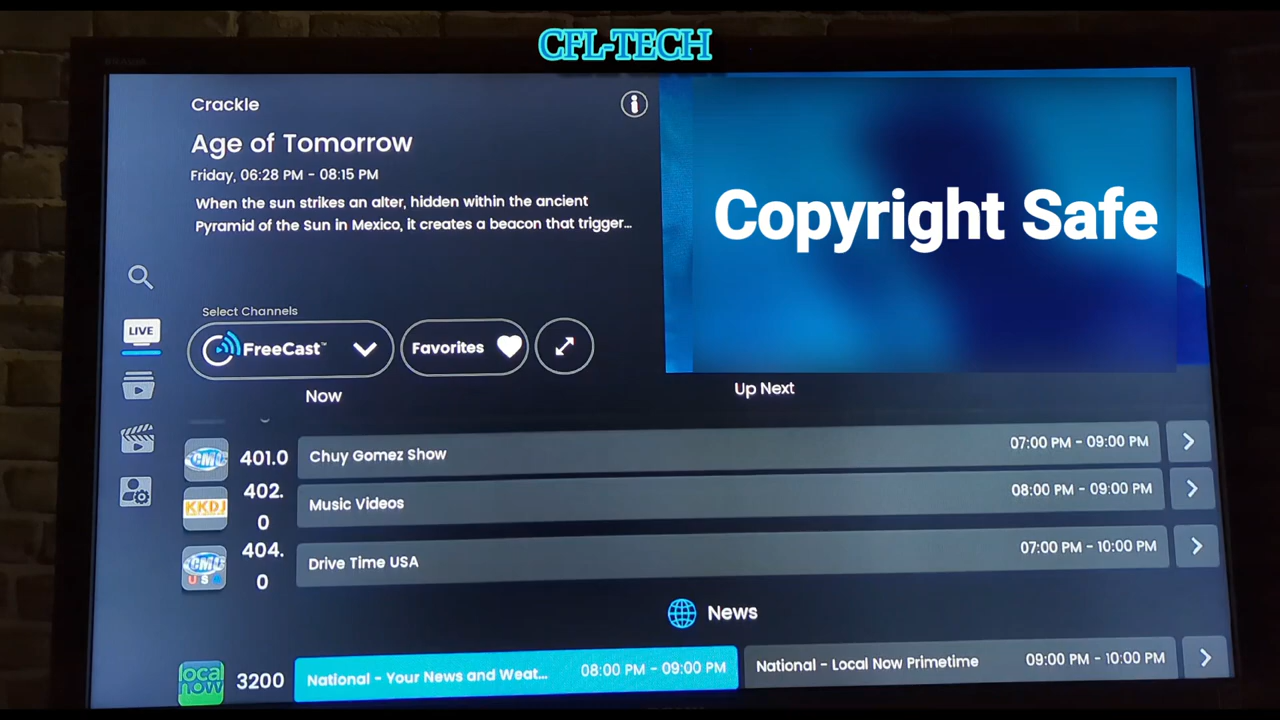 CFL-TECH
Crackle
Age of Tomorrow
Friday, 06:28 PM - 08:15 PM
When the sun strikes an alter, hidden within the ancient
Pyramid of the Sun in Mexico, it creates a beacon that trigger...
Copyright Safe
LIVE
Select Channels
FreeCast™
Favorites
Now
Up Next
CMC
401.0
Chuy Gomez Show
07:00 PM - 09:00 PM
KKDJ
402.
0
Music Videos
08:00 PM - 09:00 PM
CMC
USA
404.
0
Drive Time USA
07:00 PM - 10:00 PM
News
local
now
3200
National - Your News and Weat...
08:00 PM - 09:00 PM
National - Local Now Primetime
09:00 PM - 10:00 PM